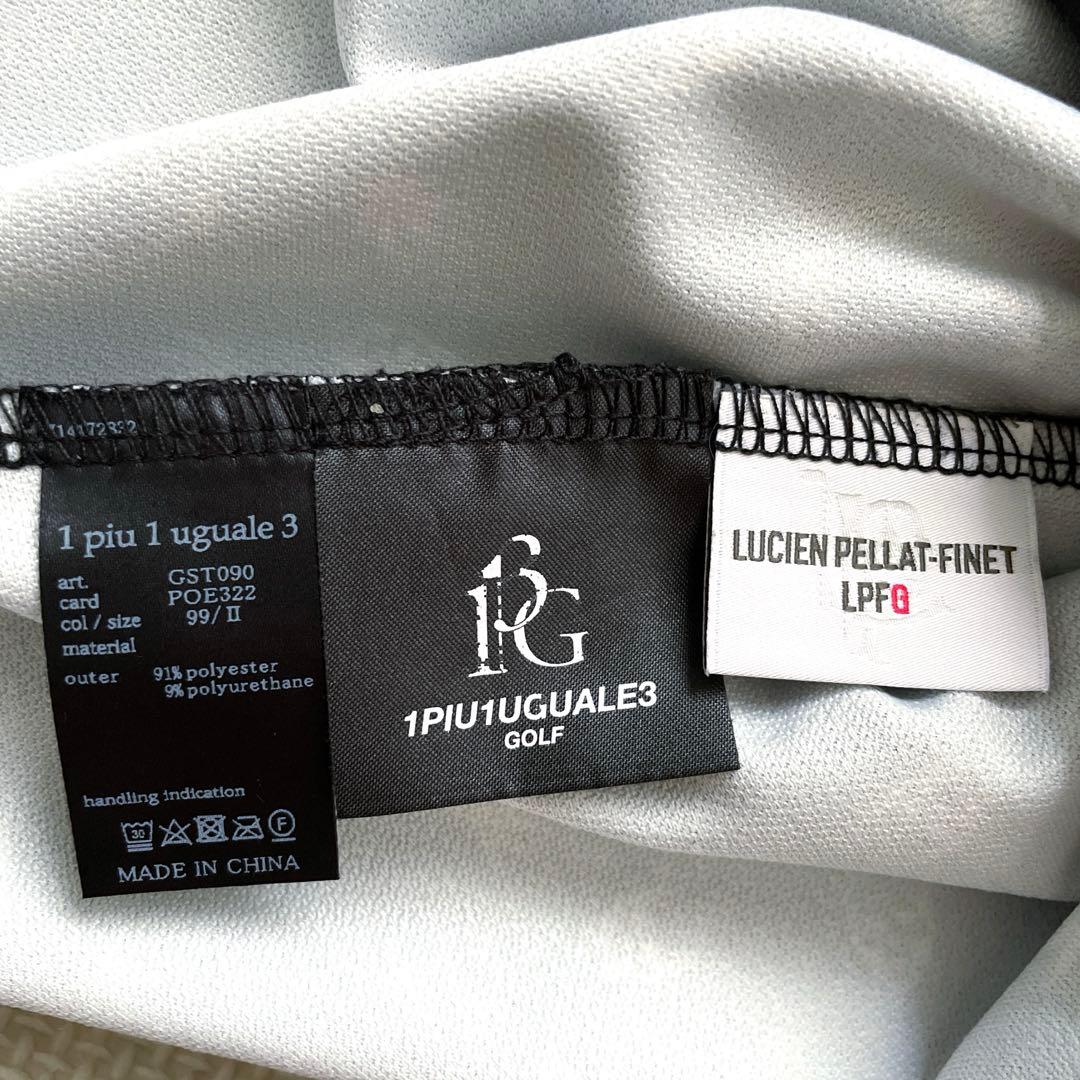 1 piu 1 uguale 3
art. GST090
card POE322
col / size 99/II
material
outer 91% polyester
9% polyurethane
handling indication
30 F
MADE IN CHINA
1PIU1UGUALE3
GOLF
LUCIEN PELLAT-FINET
LPFG